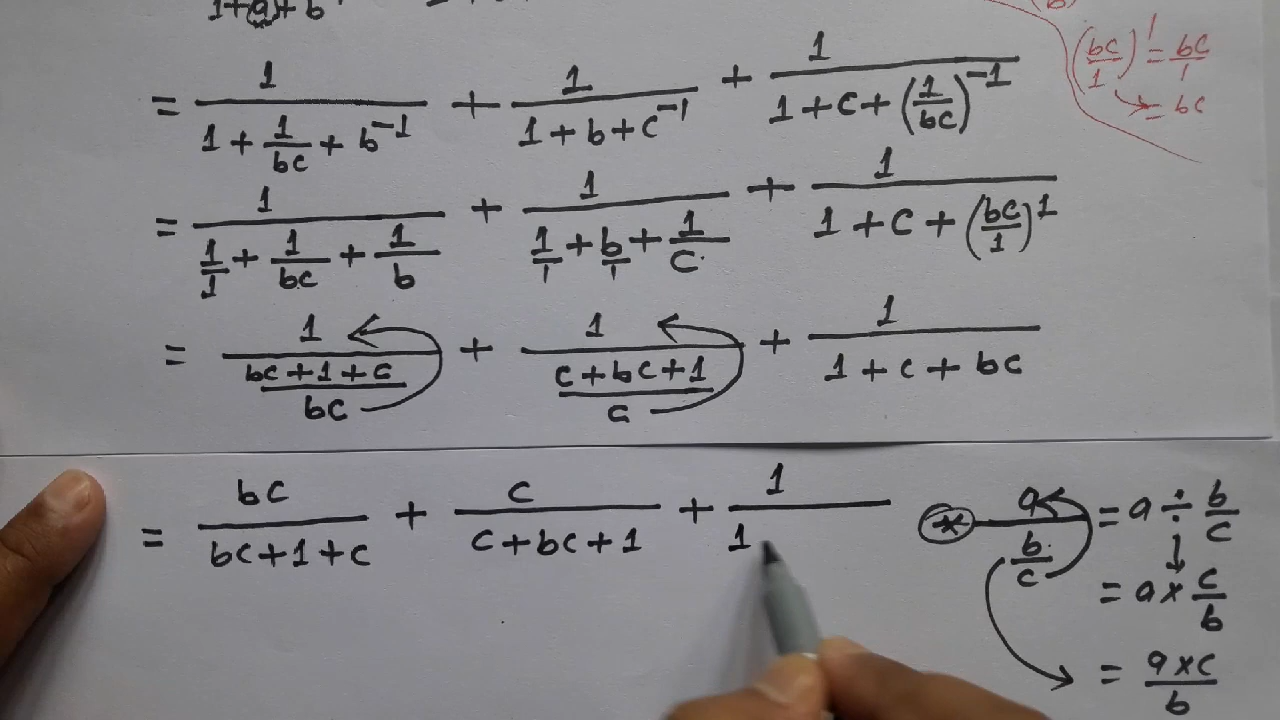 1+a+b
= 1/(1 + 1/bc + b^-1) + 1/(1 + b + c^-1) + 1/(1 + c + (1/bc)^-1)
= 1/(1/1 + 1/bc + 1/b) + 1/(1/1 + b/1 + 1/c) + 1/(1 + c + (bc/1)^1)
= 1/((bc + 1 + c)/bc) + 1/((c + bc + 1)/c) + 1/(1 + c + bc)
= bc/(bc + 1 + c) + c/(c + bc + 1) + 1/1
(bc/1)^1 = bc/1
= bc
* a/(b/c) = a ÷ b/c
= a × c/b
= a×c/b